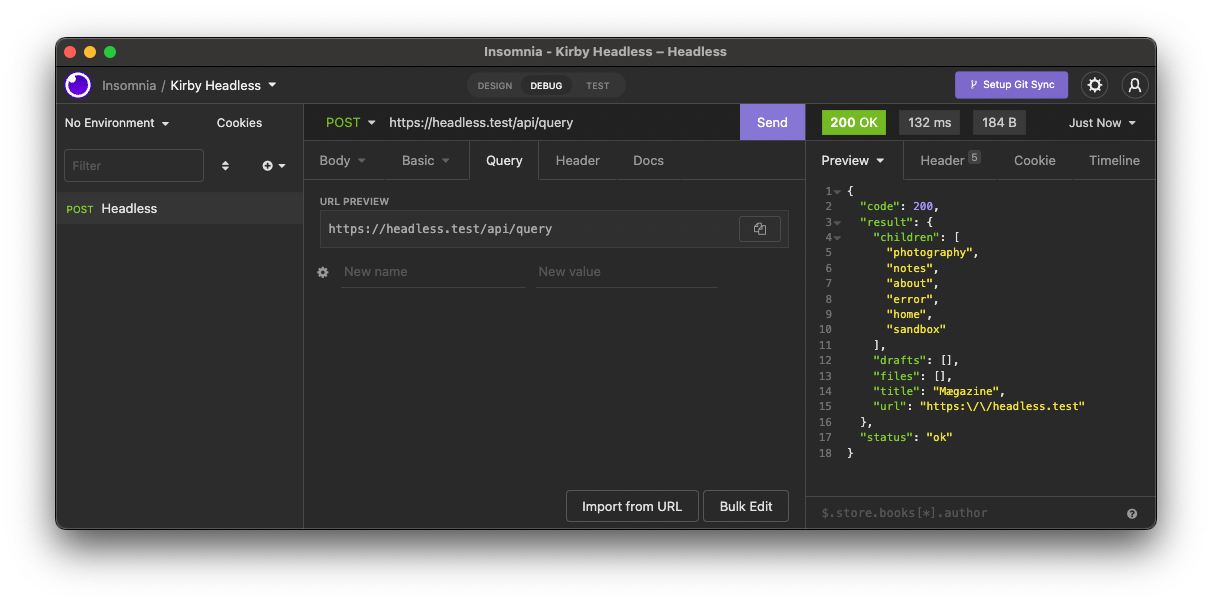 Insomnia - Kirby Headless – Headless
Insomnia / Kirby Headless
DESIGN DEBUG TEST
Setup Git Sync
No Environment Cookies
POST https://headless.test/api/query Send
200 OK 132 ms 184 B Just Now
Filter
Body Basic Query Header Docs
Preview Header 5 Cookie Timeline
POST Headless
URL PREVIEW
https://headless.test/api/query
New name New value
1 {
2 "code": 200,
3 "result": {
4 "children": [
5 "photography",
6 "notes",
7 "about",
8 "error",
9 "home",
10 "sandbox"
11 ],
12 "drafts": [],
13 "files": [],
14 "title": "Mægazine",
15 "url": "https:\/\/headless.test"
16 },
17 "status": "ok"
18 }
Import from URL Bulk Edit
$.store.books[*].author